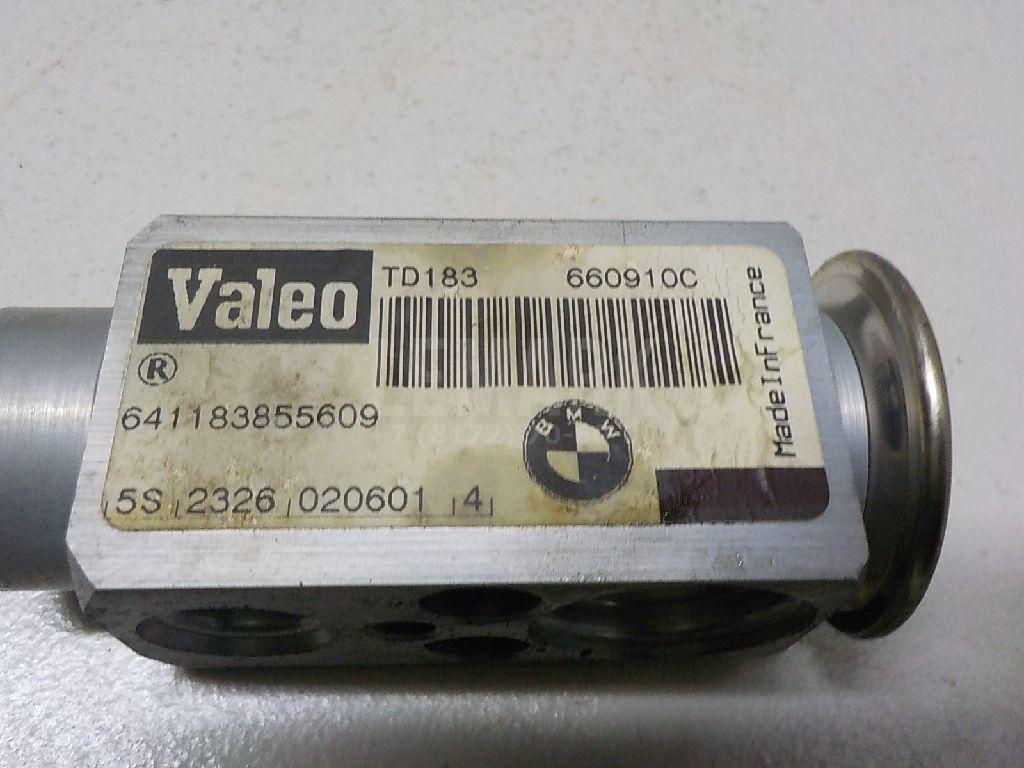 Valeo
®
TD183 660910C
641183855609
BMW
5S 2326 020601 4
MadeInFrance